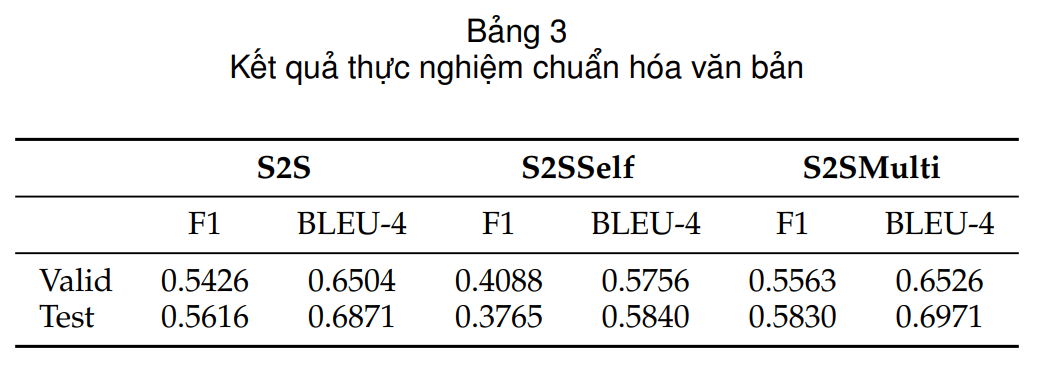 Bảng 3
Kết quả thực nghiệm chuẩn hóa văn bản
S2S S2SSelf S2SMulti
F1 BLEU-4 F1 BLEU-4 F1 BLEU-4
Valid 0.5426 0.6504 0.4088 0.5756 0.5563 0.6526
Test 0.5616 0.6871 0.3765 0.5840 0.5830 0.6971